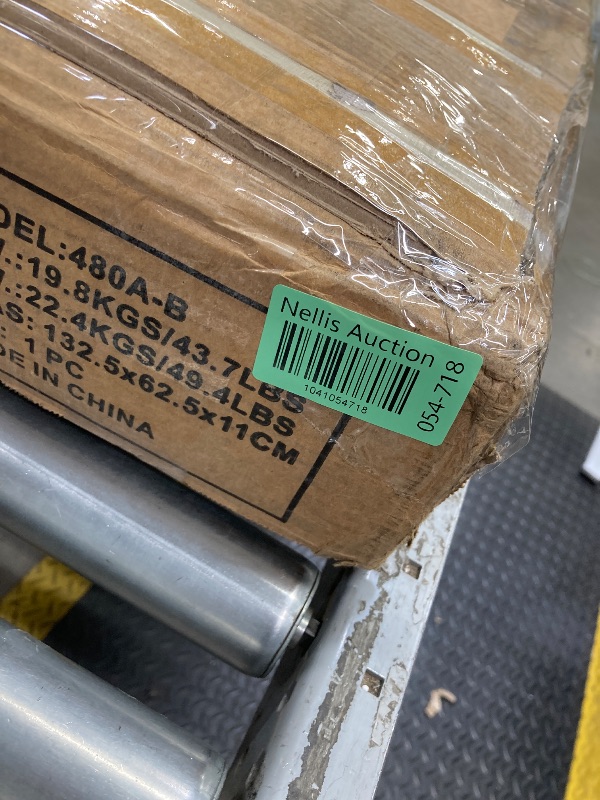 DEL:480A-B
.:19.8KGS/43.7LBS
.:22.4KGS/49.4LBS
AS: 132.5x62.5x11CM
: 1 PC
DE IN CHINA
Nellis Auction
1041054718
054-718